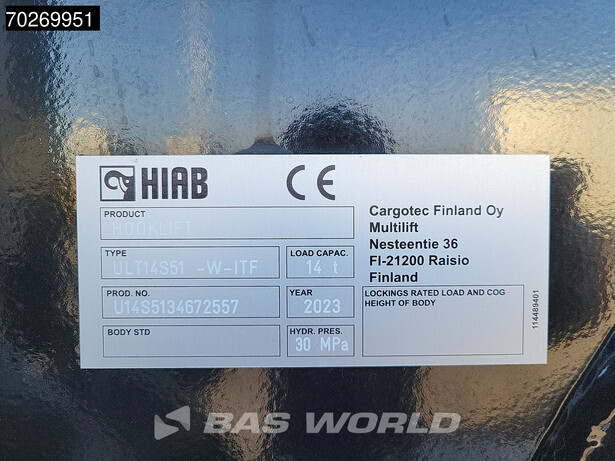 70269951
HIAB
CE
PRODUCT
HOOKLIFT
TYPE
ULT14S51 -W-ITF
LOAD CAPAC.
14 t
PROD. NO.
U14S5134672557
YEAR
2023
BODY STD
HYDR. PRES.
30 MPa
Cargotec Finland Oy
Multilift
Nesteentie 36
FI-21200 Raisio
Finland
LOCKINGS RATED LOAD AND COG
HEIGHT OF BODY
114489401
BAS WORLD